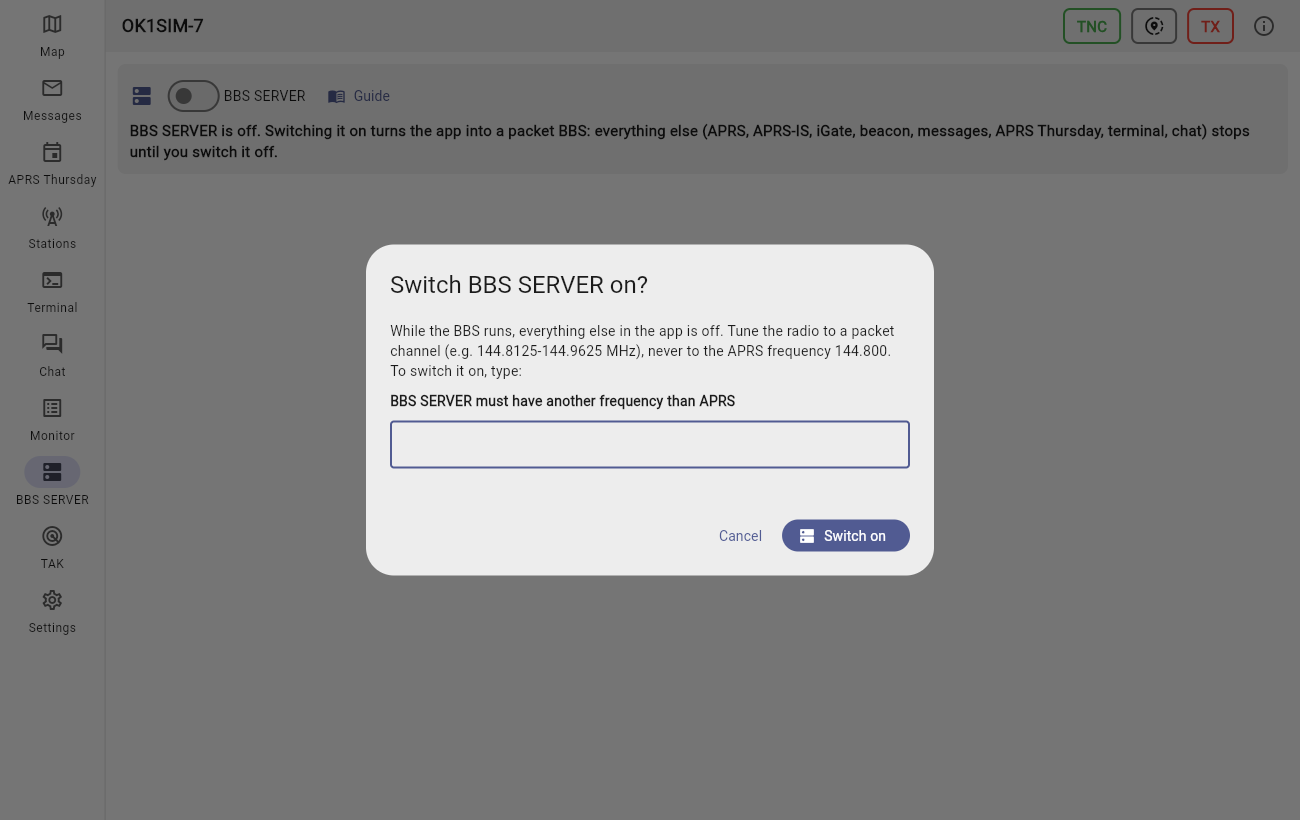 OK1SIM-7
TNC
TX
Map
Messages
APRS Thursday
Stations
Terminal
Chat
Monitor
BBS SERVER
TAK
Settings
BBS SERVER
Guide
BBS SERVER is off. Switching it on turns the app into a packet BBS: everything else (APRS, APRS-IS, iGate, beacon, messages, APRS Thursday, terminal, chat) stops
until you switch it off.
Switch BBS SERVER on?
While the BBS runs, everything else in the app is off. Tune the radio to a packet
channel (e.g. 144.8125-144.9625 MHz), never to the APRS frequency 144.800.
To switch it on, type:
BBS SERVER must have another frequency than APRS
Cancel
Switch on